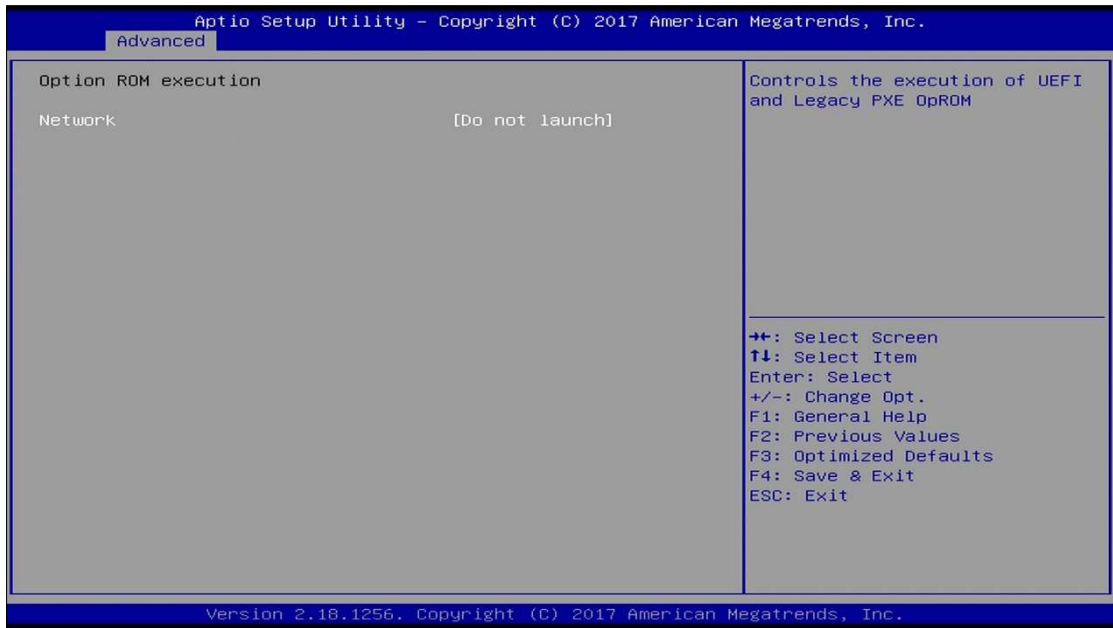 Aptio Setup Utility – Copyright (C) 2017 American Megatrends, Inc.
Advanced
Option ROM execution
Network [Do not launch]
Controls the execution of UEFI
and Legacy PXE OpROM
→←: Select Screen
↑↓: Select Item
Enter: Select
+/-: Change Opt.
F1: General Help
F2: Previous Values
F3: Optimized Defaults
F4: Save & Exit
ESC: Exit
Version 2.18.1256. Copyright (C) 2017 American Megatrends, Inc.